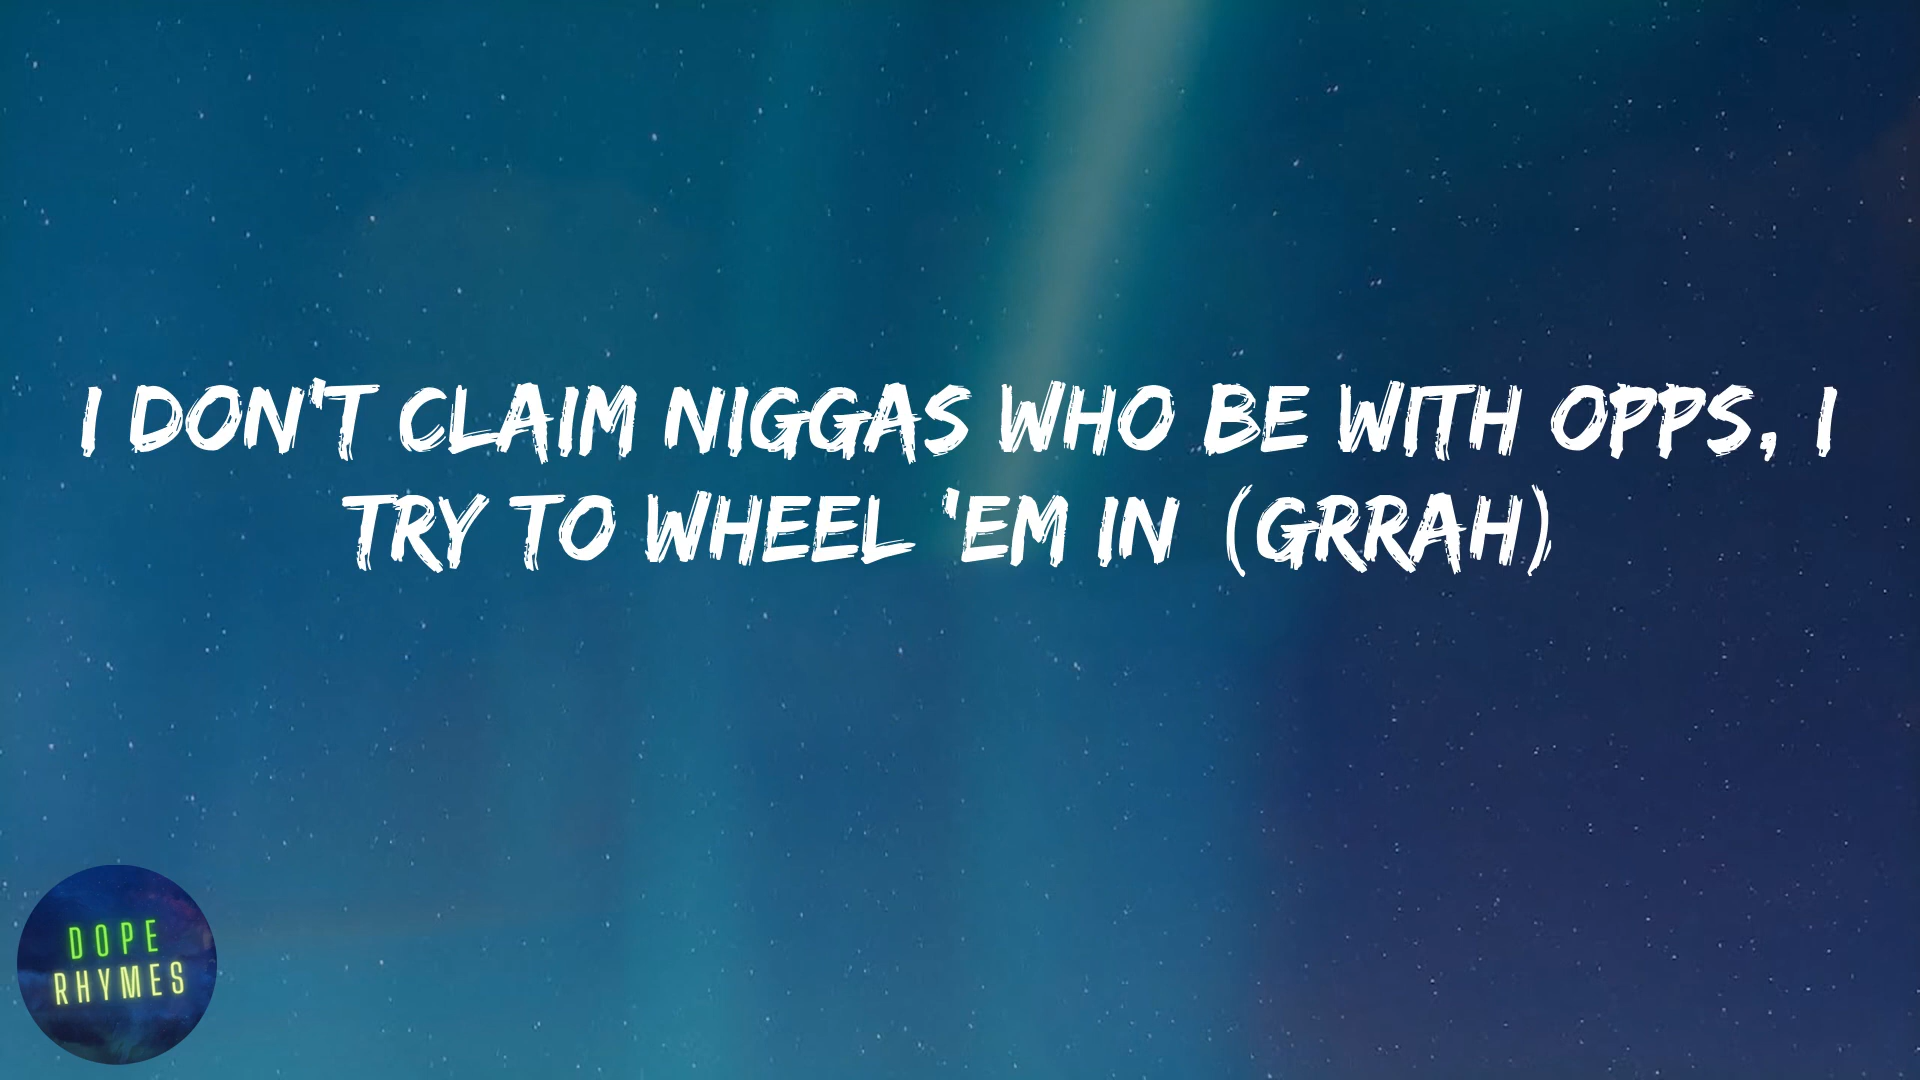 I DON'T CLAIM NIGGAS WHO BE WITH OPPS, I
TRY TO WHEEL 'EM IN (GRRAH)
DOPE
RHYMES